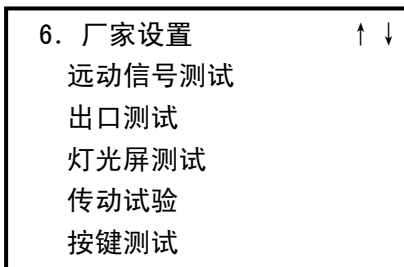 6. 厂家设置 ↑ ↓
远动信号测试
出口测试
灯光屏测试
传动试验
按键测试